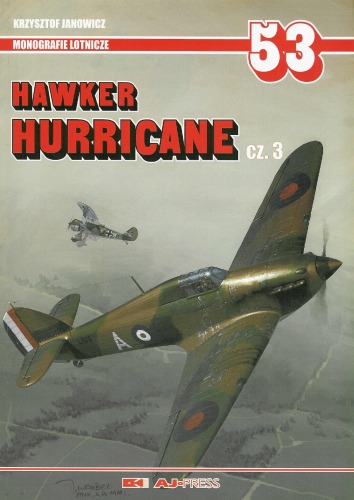 KRZYSZTOF JANOWICZ
MONOGRAFIE LOTNICZE
53
HAWKER
HURRICANE
cz. 3
A
AJ-PRESS